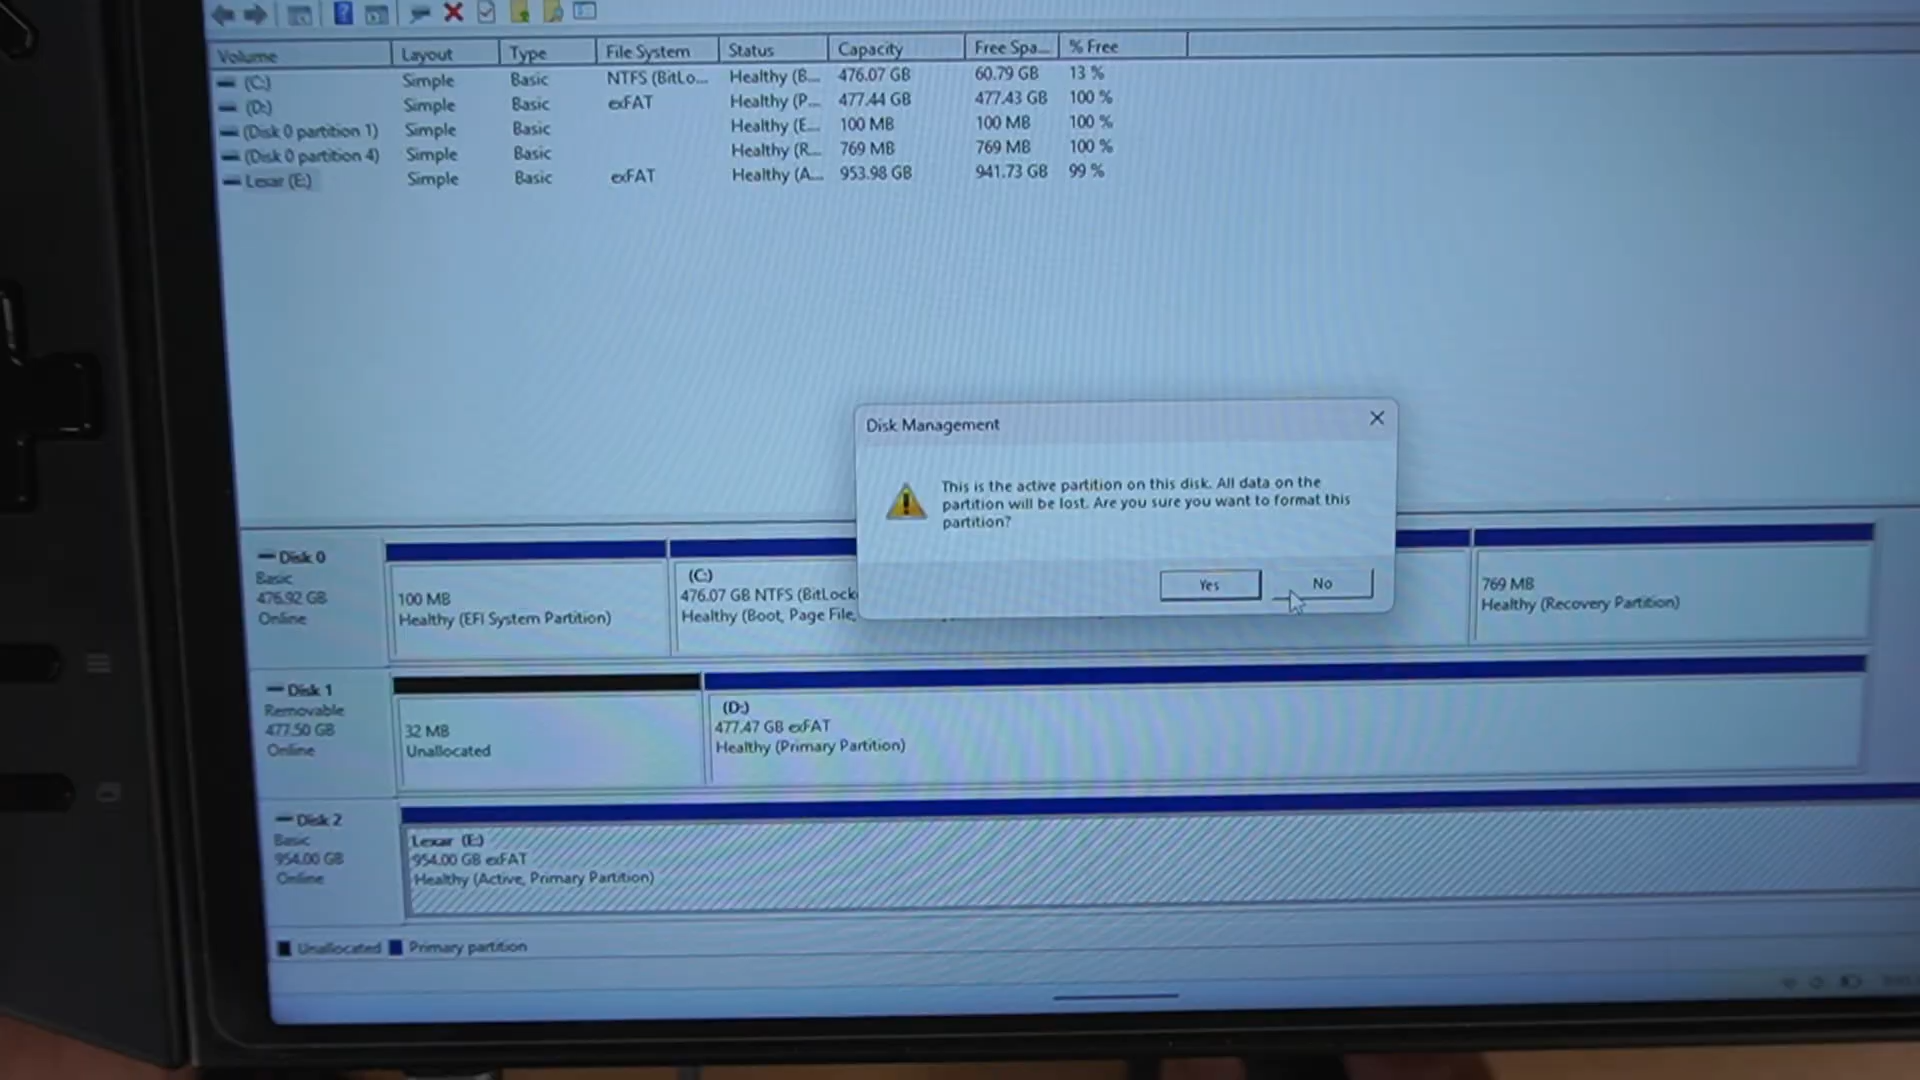 Volume Layout Type File System Status Capacity Free Spa... % Free
(C:) Simple Basic NTFS (BitLo... Healthy (B... 476.07 GB 60.79 GB 13 %
(D:) Simple Basic exFAT Healthy (P... 477.44 GB 477.43 GB 100 %
(Disk 0 partition 1) Simple Basic Healthy (E... 100 MB 100 MB 100 %
(Disk 0 partition 4) Simple Basic Healthy (R... 769 MB 769 MB 100 %
Lexar (E:) Simple Basic exFAT Healthy (A... 953.98 GB 941.73 GB 99 %
Disk Management
This is the active partition on this disk. All data on the
partition will be lost. Are you sure you want to format this
partition?
Yes No
Disk 0
Basic
476.92 GB
Online
100 MB
Healthy (EFI System Partition)
(C:)
476.07 GB NTFS (BitLock
Healthy (Boot, Page File,
769 MB
Healthy (Recovery Partition)
Disk 1
Removable
477.50 GB
Online
32 MB
Unallocated
(D:)
477.47 GB exFAT
Healthy (Primary Partition)
Disk 2
Basic
954.00 GB
Online
Lexar (E:)
954.00 GB exFAT
Healthy (Active, Primary Partition)
Unallocated Primary partition